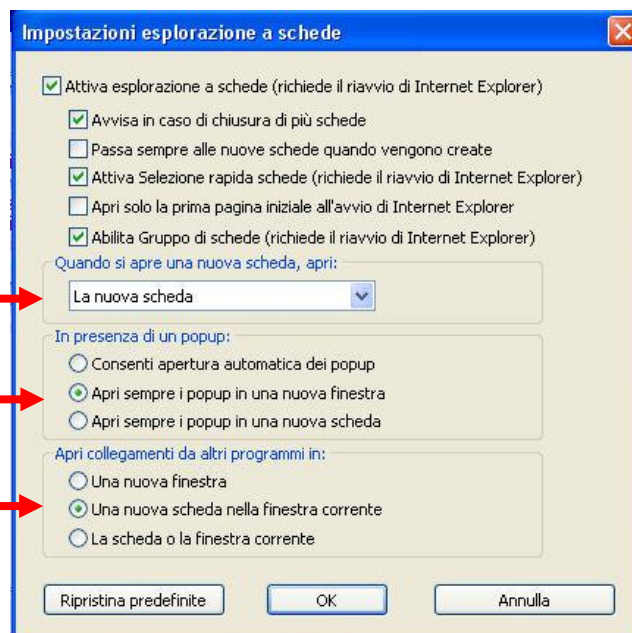 Impostazioni esplorazione a schede
Attiva esplorazione a schede (richiede il riavvio di Internet Explorer)
Avvisa in caso di chiusura di più schede
Passa sempre alle nuove schede quando vengono create
Attiva Selezione rapida schede (richiede il riavvio di Internet Explorer)
Apri solo la prima pagina iniziale all'avvio di Internet Explorer
Abilita Gruppo di schede (richiede il riavvio di Internet Explorer)
Quando si apre una nuova scheda, apri:
La nuova scheda
In presenza di un popup:
Consenti apertura automatica dei popup
Apri sempre i popup in una nuova finestra
Apri sempre i popup in una nuova scheda
Apri collegamenti da altri programmi in:
Una nuova finestra
Una nuova scheda nella finestra corrente
La scheda o la finestra corrente
Ripristina predefinite OK Annulla